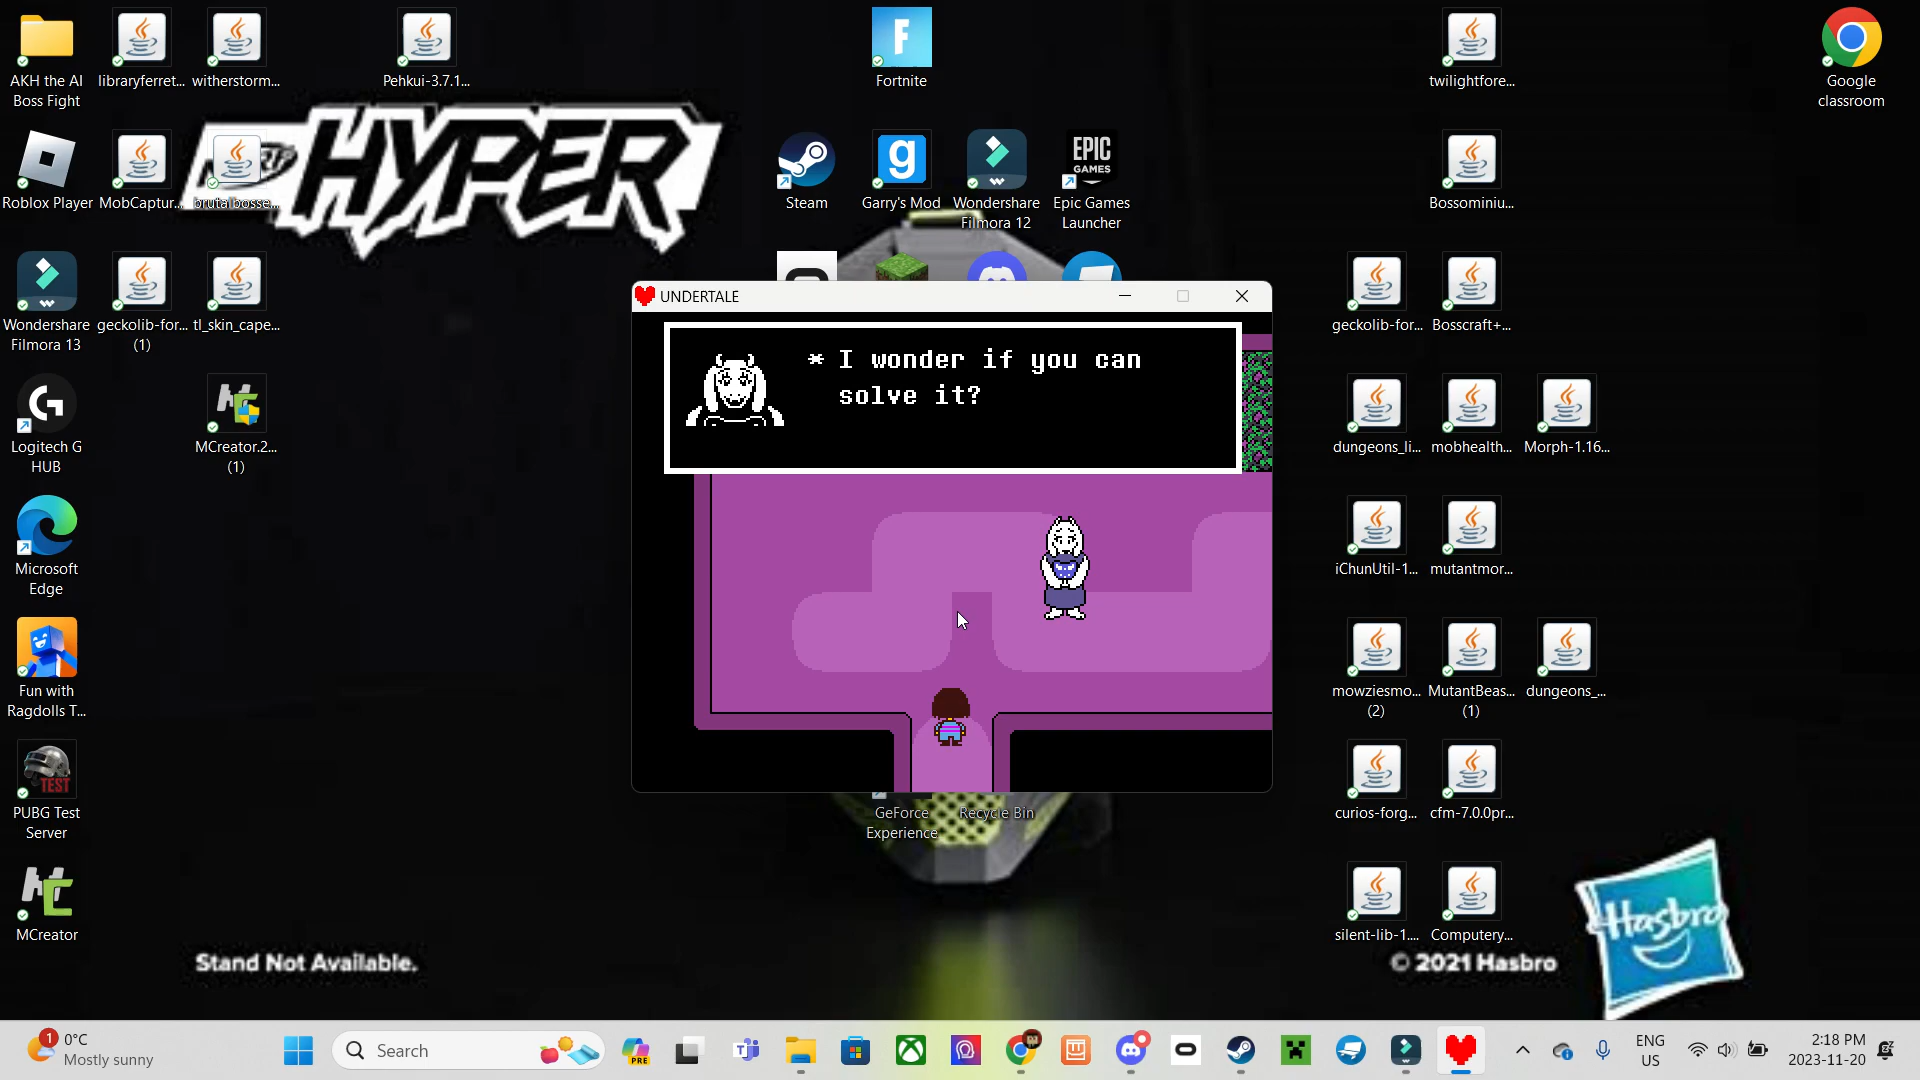 AKH the AI
Boss Fight
libraryferret...
witherstorm...
Pehkui-3.7.1...
Fortnite
twilightfore...
Google
classroom
HYPER
EPIC
GAMES
Roblox Player
MobCaptur...
brutalbosse...
Steam
Garry's Mod
Wondershare
Filmora 12
Epic Games
Launcher
Bossominiu...
Wondershare
Filmora 13
geckolib-for...
(1)
tl_skin_cape...
UNDERTALE
* I wonder if you can
solve it?
geckolib-for...
Bosscraft+...
Logitech G
HUB
MCreator.2...
(1)
dungeons_li...
mobhealth...
Morph-1.16...
Microsoft
Edge
iChunUtil-1...
mutantmor...
Fun with
Ragdolls T...
mowziesmo...
(2)
MutantBeas...
(1)
dungeons_...
TEST
PUBG Test
Server
GeForce
Experience
Recycle Bin
curios-forg...
cfm-7.0.0pr...
MCreator
silent-lib-1....
Computery...
Hasbro
Stand Not Available.
© 2021 Hasbro
1
0°C
Mostly sunny
Search
PRE
ENG
US
2:18 PM
2023-11-20